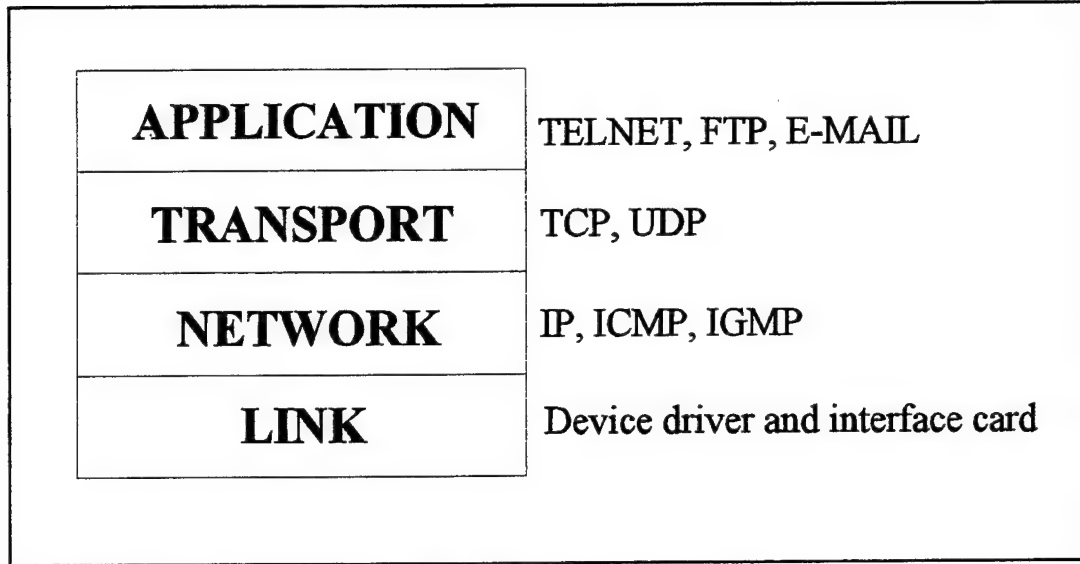 APPLICATION TELNET, FTP, E-MAIL
TRANSPORT TCP, UDP
NETWORK IP, ICMP, IGMP
LINK Device driver and interface card